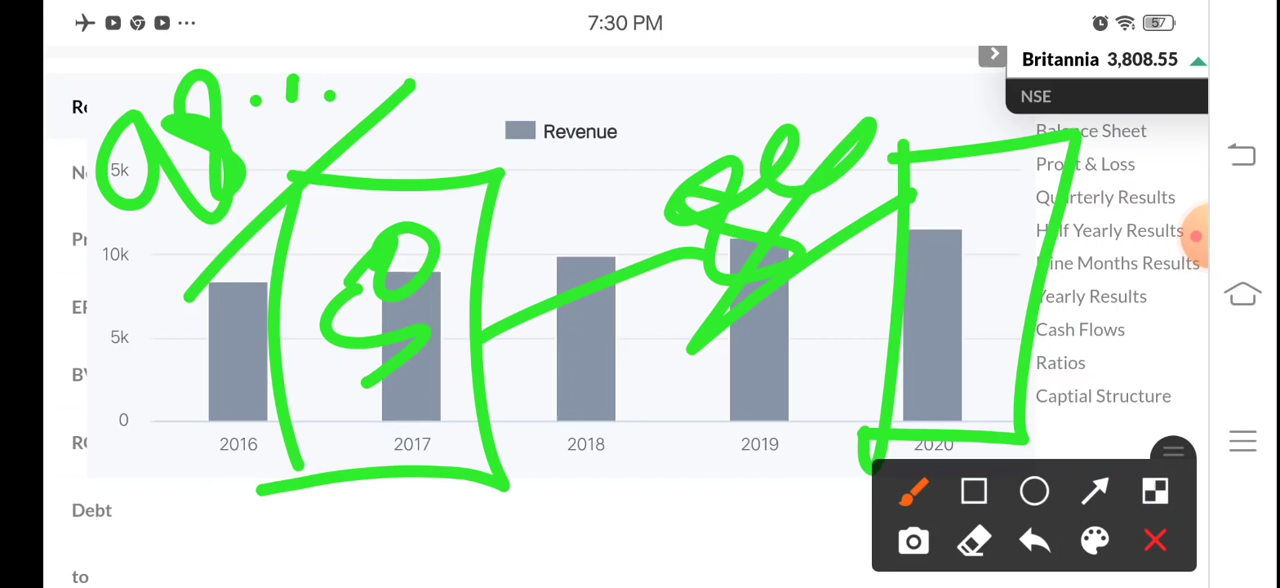 7:30 PM
57
Britannia 3,808.55
NSE
Revenue
Balance Sheet
Profit & Loss
Quarterly Results
Half Yearly Results
Nine Months Results
Yearly Results
Cash Flows
Ratios
Captial Structure
5k
10k
5k
0
2016 2017 2018 2019 2020
Debt
to